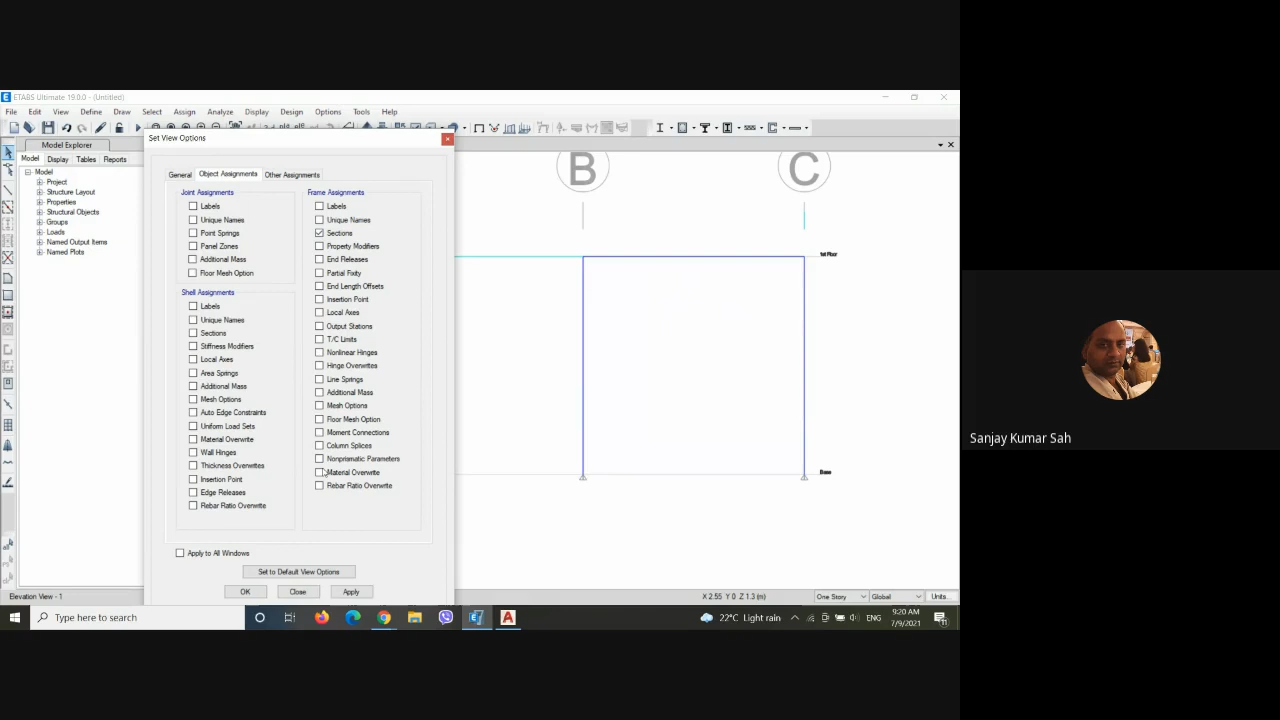 ETABS Ultimate 19.0.0 - (Untitled)
File Edit View Define Draw Select Assign Analyze Display Design Options Tools Help
Model Explorer
Model Display Tables Reports
Model
Project
Structure Layout
Properties
Structural Objects
Groups
Loads
Named Output Items
Named Plots
Set View Options
General Object Assignments Other Assignments
Joint Assignments
Labels
Unique Names
Point Springs
Panel Zones
Additional Mass
Floor Mesh Option
Shell Assignments
Labels
Unique Names
Sections
Stiffness Modifiers
Local Axes
Area Springs
Additional Mass
Mesh Options
Auto Edge Constraints
Uniform Load Sets
Material Overwrite
Wall Hinges
Thickness Overwrites
Insertion Point
Edge Releases
Rebar Ratio Overwrite
Frame Assignments
Labels
Unique Names
Sections
Property Modifiers
End Releases
Partial Fixity
End Length Offsets
Insertion Point
Local Axes
Output Stations
T/C Limits
Nonlinear Hinges
Hinge Overwrites
Line Springs
Additional Mass
Mesh Options
Floor Mesh Option
Moment Connections
Column Splices
Nonprismatic Parameters
Material Overwrite
Rebar Ratio Overwrite
Apply to All Windows
Set to Default View Options
OK Close Apply
B C
1st Floor
Base
Sanjay Kumar Sah
Elevation View - 1 X 2.55 Y 0 Z 1.3 (m) One Story Global Units...
Type here to search
22°C Light rain ENG
9:20 AM
7/9/2021